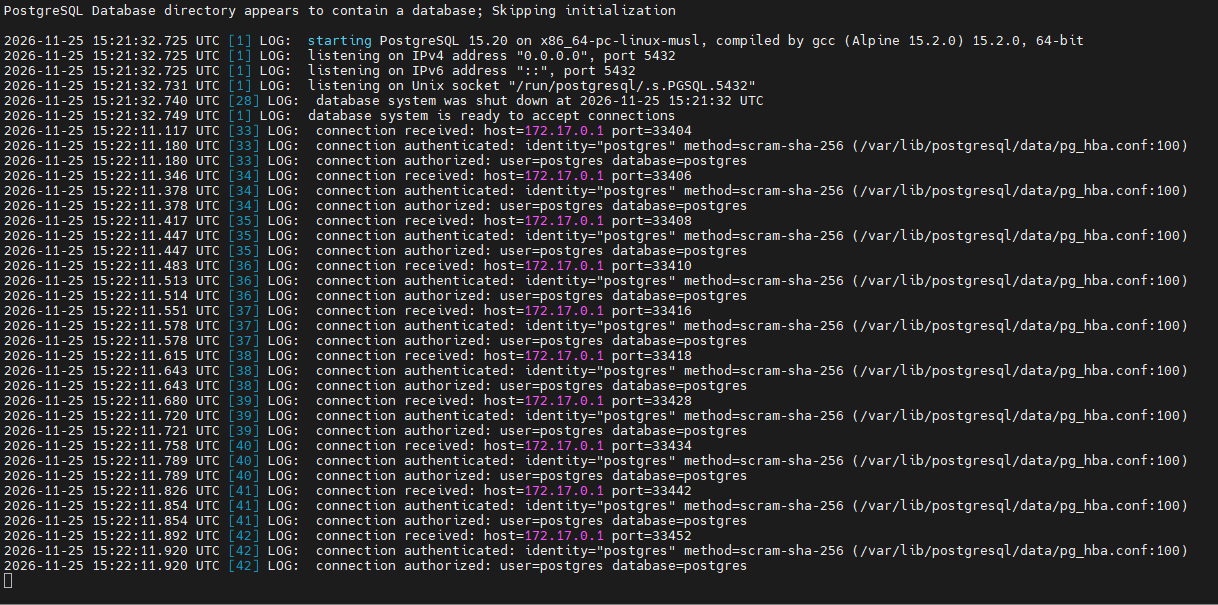 PostgreSQL Database directory appears to contain a database; Skipping initialization

2026-11-25 15:21:32.725 UTC [1] LOG:  starting PostgreSQL 15.20 on x86_64-pc-linux-musl, compiled by gcc (Alpine 15.2.0) 15.2.0, 64-bit
2026-11-25 15:21:32.725 UTC [1] LOG:  listening on IPv4 address "0.0.0.0", port 5432
2026-11-25 15:21:32.725 UTC [1] LOG:  listening on IPv6 address "::", port 5432
2026-11-25 15:21:32.731 UTC [1] LOG:  listening on Unix socket "/run/postgresql/.s.PGSQL.5432"
2026-11-25 15:21:32.740 UTC [28] LOG:  database system was shut down at 2026-11-25 15:21:32 UTC
2026-11-25 15:21:32.749 UTC [1] LOG:  database system is ready to accept connections
2026-11-25 15:22:11.117 UTC [33] LOG:  connection received: host=172.17.0.1 port=33404
2026-11-25 15:22:11.180 UTC [33] LOG:  connection authenticated: identity="postgres" method=scram-sha-256 (/var/lib/postgresql/data/pg_hba.conf:100)
2026-11-25 15:22:11.180 UTC [33] LOG:  connection authorized: user=postgres database=postgres
2026-11-25 15:22:11.346 UTC [34] LOG:  connection received: host=172.17.0.1 port=33406
2026-11-25 15:22:11.378 UTC [34] LOG:  connection authenticated: identity="postgres" method=scram-sha-256 (/var/lib/postgresql/data/pg_hba.conf:100)
2026-11-25 15:22:11.378 UTC [34] LOG:  connection authorized: user=postgres database=postgres
2026-11-25 15:22:11.417 UTC [35] LOG:  connection received: host=172.17.0.1 port=33408
2026-11-25 15:22:11.447 UTC [35] LOG:  connection authenticated: identity="postgres" method=scram-sha-256 (/var/lib/postgresql/data/pg_hba.conf:100)
2026-11-25 15:22:11.447 UTC [35] LOG:  connection authorized: user=postgres database=postgres
2026-11-25 15:22:11.483 UTC [36] LOG:  connection received: host=172.17.0.1 port=33410
2026-11-25 15:22:11.513 UTC [36] LOG:  connection authenticated: identity="postgres" method=scram-sha-256 (/var/lib/postgresql/data/pg_hba.conf:100)
2026-11-25 15:22:11.514 UTC [36] LOG:  connection authorized: user=postgres database=postgres
2026-11-25 15:22:11.551 UTC [37] LOG:  connection received: host=172.17.0.1 port=33416
2026-11-25 15:22:11.578 UTC [37] LOG:  connection authenticated: identity="postgres" method=scram-sha-256 (/var/lib/postgresql/data/pg_hba.conf:100)
2026-11-25 15:22:11.578 UTC [37] LOG:  connection authorized: user=postgres database=postgres
2026-11-25 15:22:11.615 UTC [38] LOG:  connection received: host=172.17.0.1 port=33418
2026-11-25 15:22:11.643 UTC [38] LOG:  connection authenticated: identity="postgres" method=scram-sha-256 (/var/lib/postgresql/data/pg_hba.conf:100)
2026-11-25 15:22:11.643 UTC [38] LOG:  connection authorized: user=postgres database=postgres
2026-11-25 15:22:11.680 UTC [39] LOG:  connection received: host=172.17.0.1 port=33428
2026-11-25 15:22:11.720 UTC [39] LOG:  connection authenticated: identity="postgres" method=scram-sha-256 (/var/lib/postgresql/data/pg_hba.conf:100)
2026-11-25 15:22:11.721 UTC [39] LOG:  connection authorized: user=postgres database=postgres
2026-11-25 15:22:11.758 UTC [40] LOG:  connection received: host=172.17.0.1 port=33434
2026-11-25 15:22:11.789 UTC [40] LOG:  connection authenticated: identity="postgres" method=scram-sha-256 (/var/lib/postgresql/data/pg_hba.conf:100)
2026-11-25 15:22:11.789 UTC [40] LOG:  connection authorized: user=postgres database=postgres
2026-11-25 15:22:11.826 UTC [41] LOG:  connection received: host=172.17.0.1 port=33442
2026-11-25 15:22:11.854 UTC [41] LOG:  connection authenticated: identity="postgres" method=scram-sha-256 (/var/lib/postgresql/data/pg_hba.conf:100)
2026-11-25 15:22:11.854 UTC [41] LOG:  connection authorized: user=postgres database=postgres
2026-11-25 15:22:11.892 UTC [42] LOG:  connection received: host=172.17.0.1 port=33452
2026-11-25 15:22:11.920 UTC [42] LOG:  connection authenticated: identity="postgres" method=scram-sha-256 (/var/lib/postgresql/data/pg_hba.conf:100)
2026-11-25 15:22:11.920 UTC [42] LOG:  connection authorized: user=postgres database=postgres